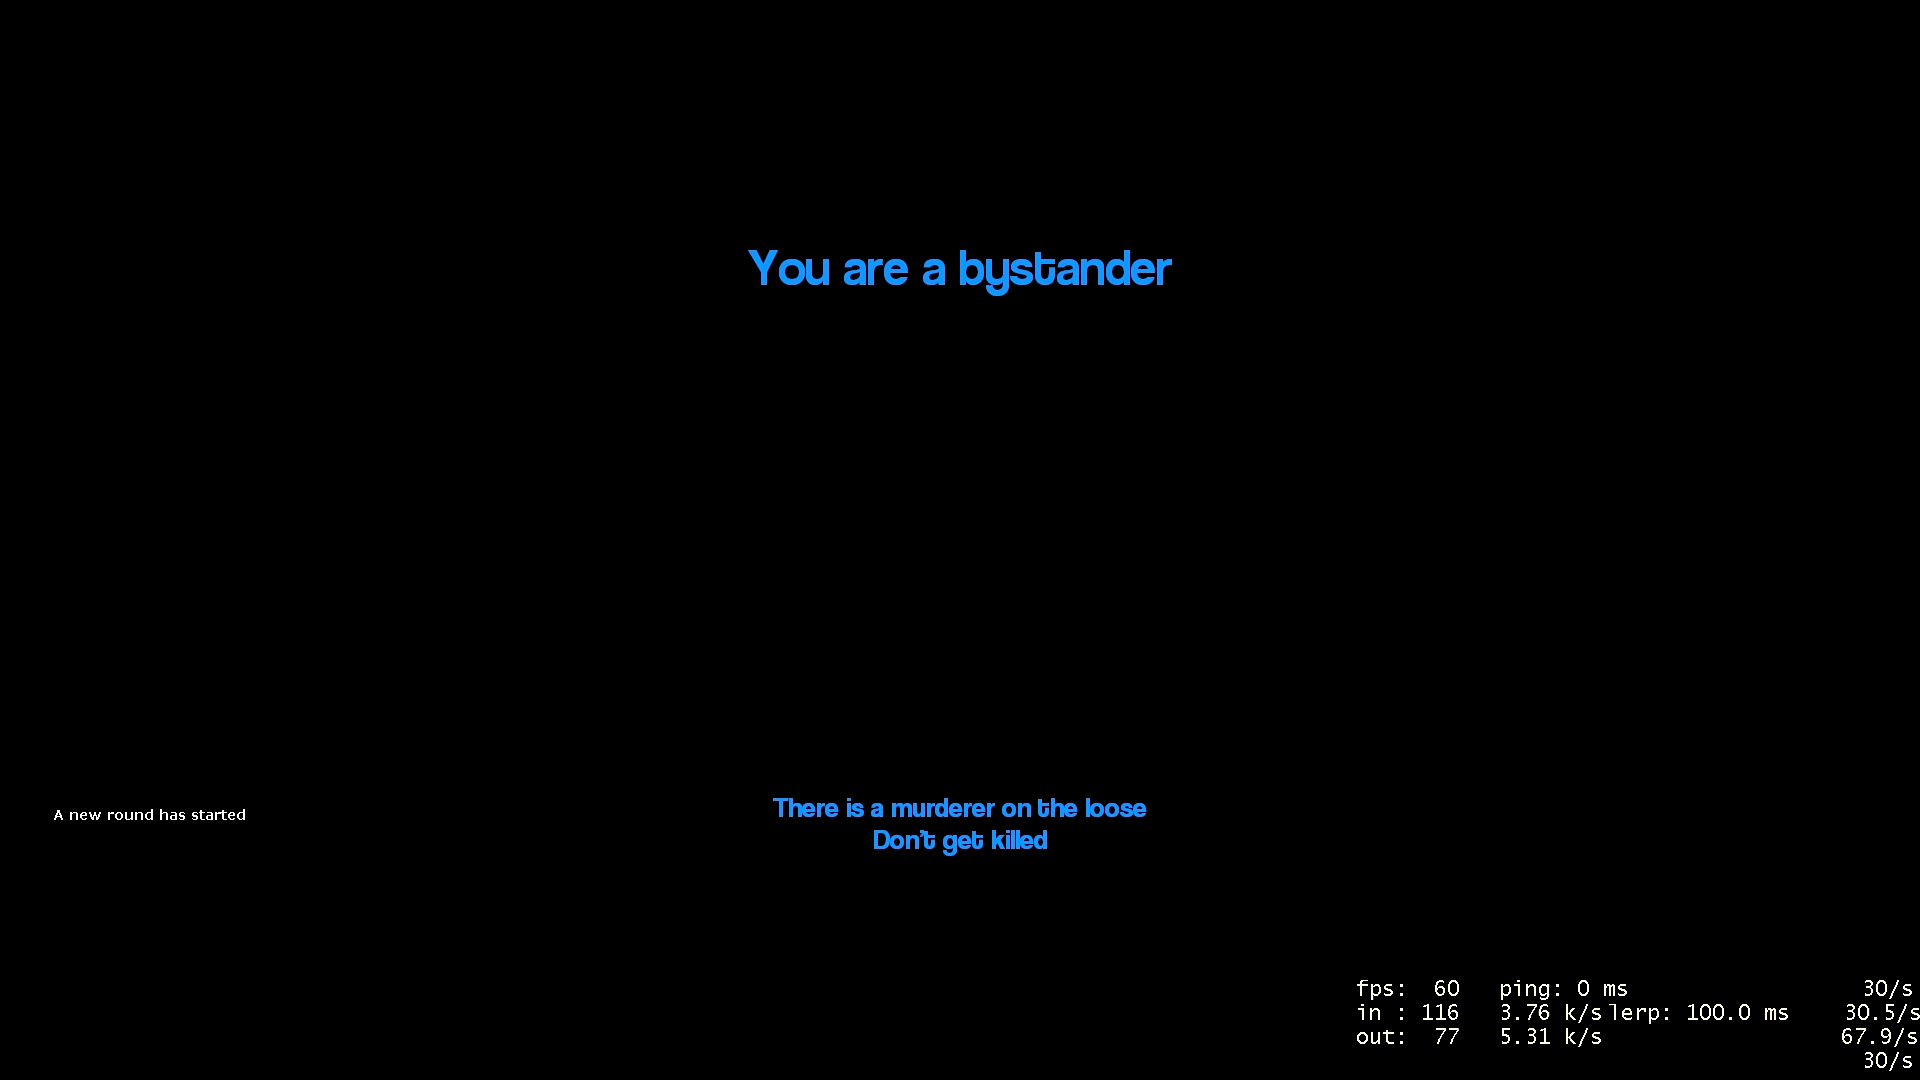 You are a bystander
There is a murderer on the loose
A new round has started
Don't get killed
fps: 60 ping: 0 ms 30/s
in : 116 3.76 k/s lerp: 100.0 ms 30.5/s
out: 77 5.31 k/s 67.9/s
30/s